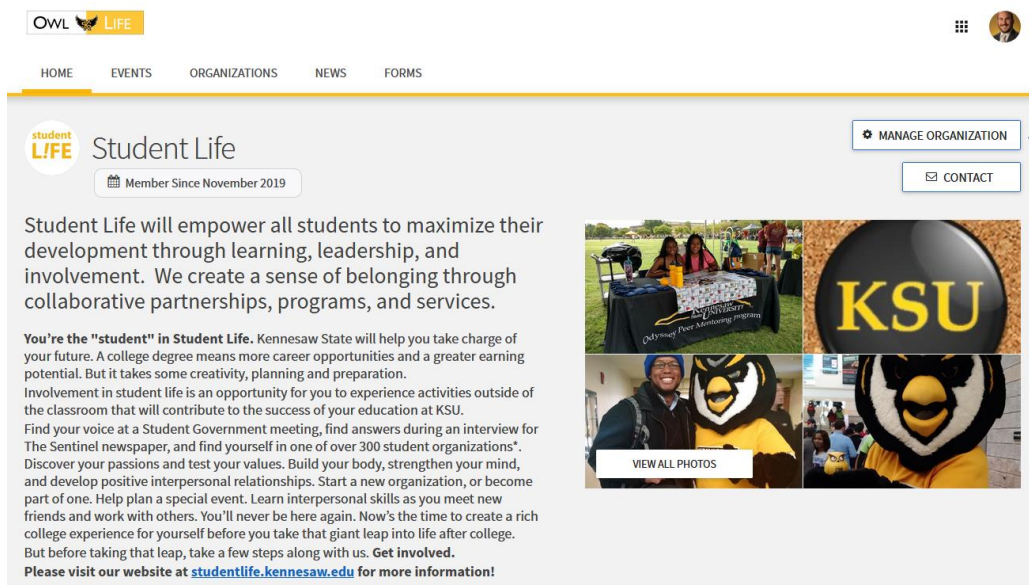 OWL LIFE
HOME EVENTS ORGANIZATIONS NEWS FORMS
student
L!FE
Student Life
MANAGE ORGANIZATION
Member Since November 2019
CONTACT
Student Life will empower all students to maximize their
development through learning, leadership, and
involvement. We create a sense of belonging through
collaborative partnerships, programs, and services.
You're the "student" in Student Life. Kennesaw State will help you take charge of
your future. A college degree means more career opportunities and a greater earning
potential. But it takes some creativity, planning and preparation.
Involvement in student life is an opportunity for you to experience activities outside of
the classroom that will contribute to the success of your education at KSU.
Find your voice at a Student Government meeting, find answers during an interview for
The Sentinel newspaper, and find yourself in one of over 300 student organizations*.
Discover your passions and test your values. Build your body, strengthen your mind,
and develop positive interpersonal relationships. Start a new organization, or become
part of one. Help plan a special event. Learn interpersonal skills as you meet new
friends and work with others. You'll never be here again. Now's the time to create a rich
college experience for yourself before you take that giant leap into life after college.
But before taking that leap, take a few steps along with us. Get involved.
Please visit our website at studentlife.kennesaw.edu for more information!
Kennesaw
UNIVERSITY
Odyssey Peer Mentoring Program
KSU
VIEW ALL PHOTOS